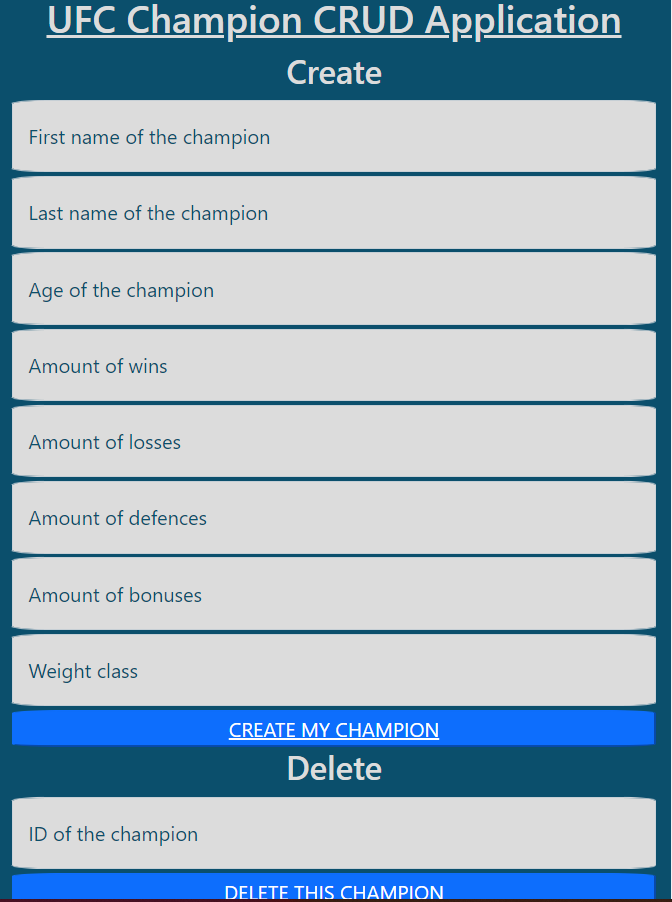 UFC Champion CRUD Application
Create
First name of the champion
Last name of the champion
Age of the champion
Amount of wins
Amount of losses
Amount of defences
Amount of bonuses
Weight class
CREATE MY CHAMPION
Delete
ID of the champion
DELETE THIS CHAMPION